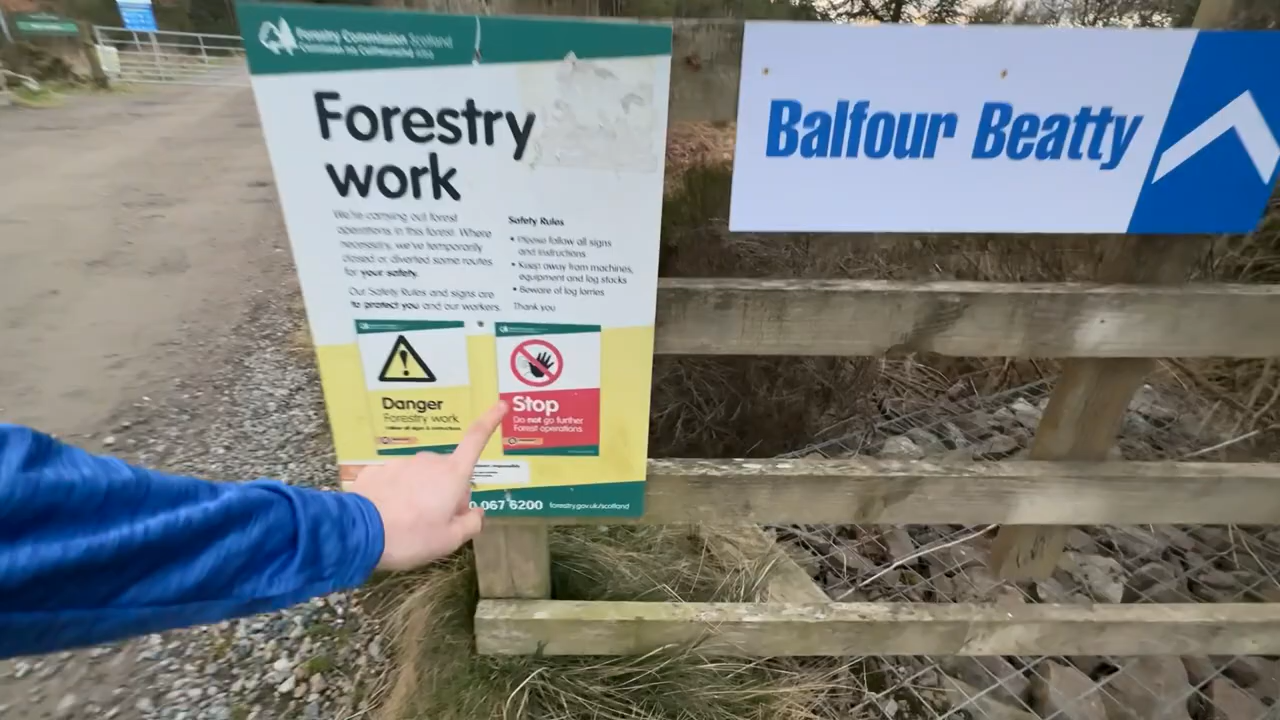 Forestry Commission Scotland
Forestry
work
We're carrying out forest
operations in this forest. Where
necessary, we've temporarily
closed or diverted some routes
for your safety.
Our Safety Rules and signs are
to protect you and our workers.
Safety Rules
• Please follow all signs
and instructions
• Keep away from machines,
equipment and log stacks
• Beware of log lorries
Thank you
Danger
Forestry work
Follow all signs & instructions
Stop
Do not go further
Forest operations
067 6200 forestry.gov.uk/scotland
Balfour Beatty